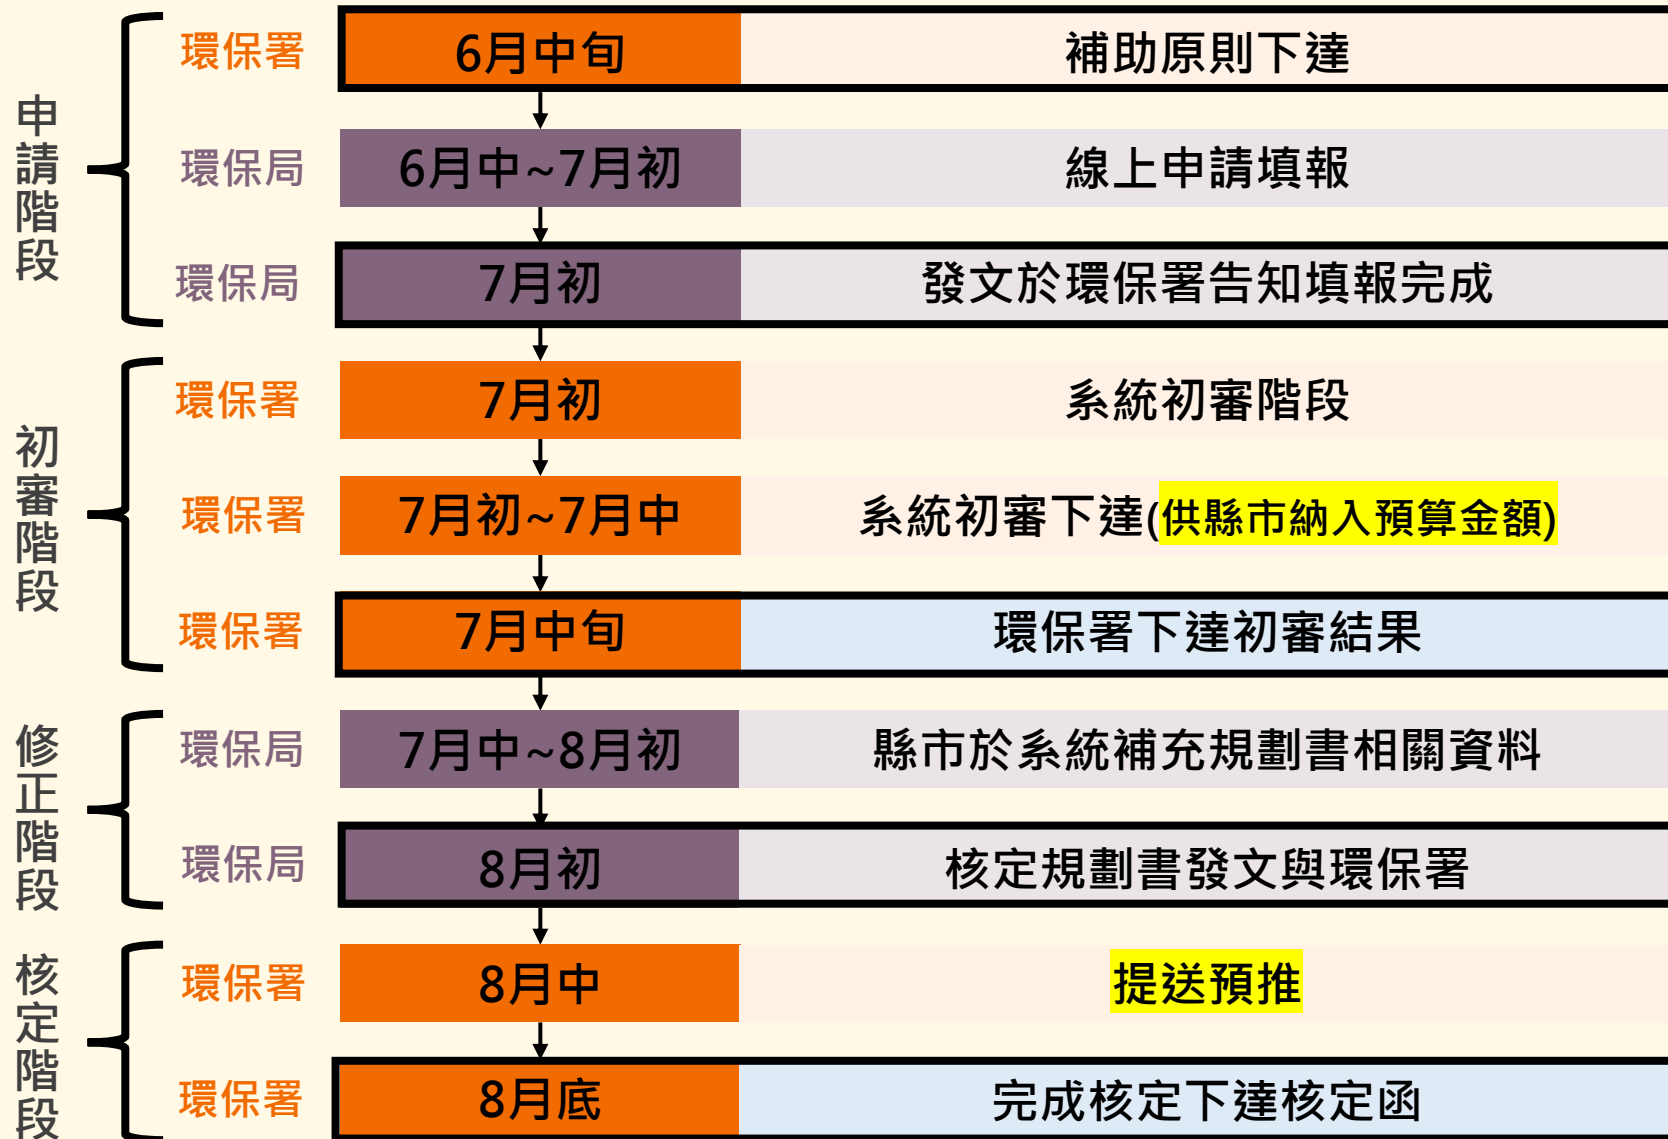 申請階段
環保署 6月中旬 補助原則下達
環保局 6月中~7月初 線上申請填報
環保局 7月初 發文於環保署告知填報完成
初審階段
環保署 7月初 系統初審階段
環保署 7月初~7月中 系統初審下達(供縣市納入預算金額)
環保署 7月中旬 環保署下達初審結果
修正階段
環保局 7月中~8月初 縣市於系統補充規劃書相關資料
環保局 8月初 核定規劃書發文與環保署
核定階段
環保署 8月中 提送預推
環保署 8月底 完成核定下達核定函